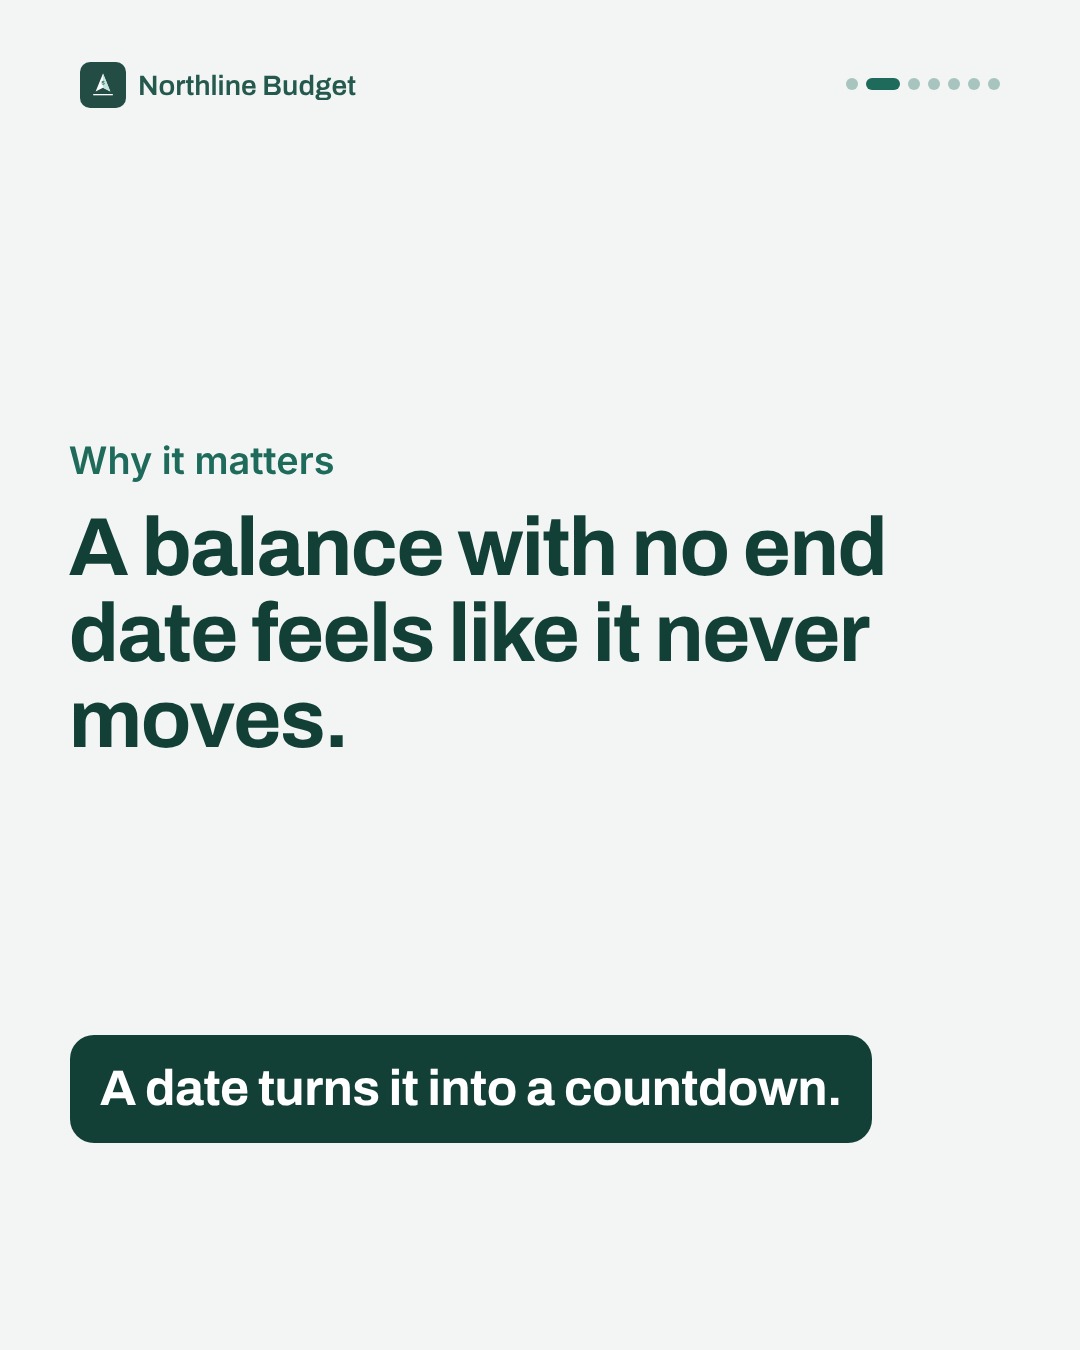 Northline Budget
Why it matters
A balance with no end
date feels like it never
moves.
A date turns it into a countdown.